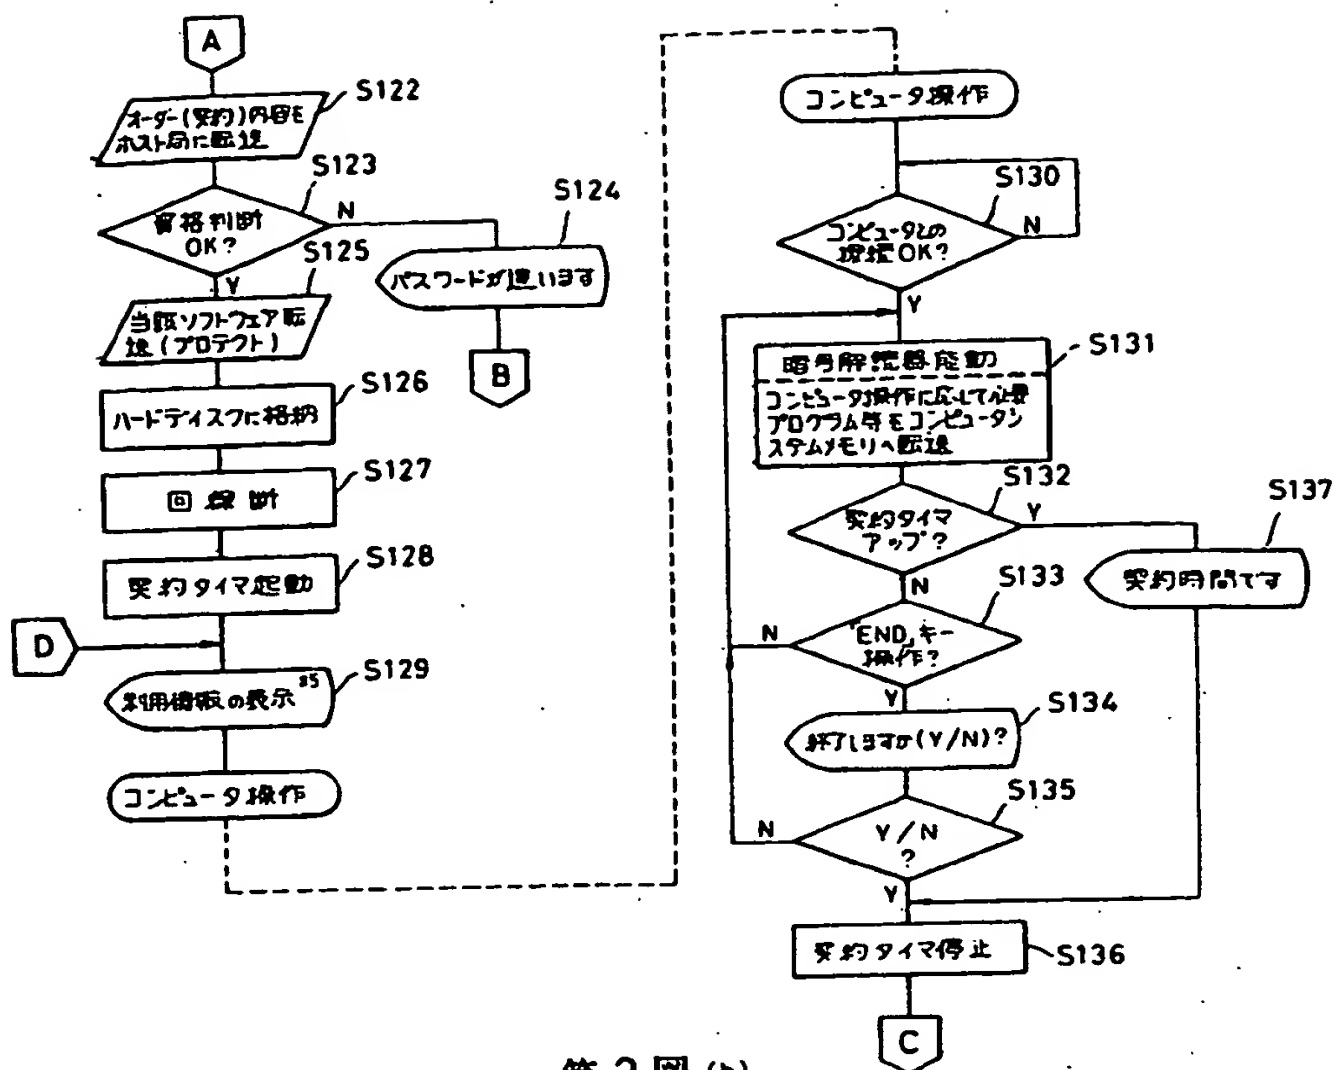 A
S122
オーダー(契約)内容を
ホスト局に転送
S123
資格判断
OK?
N
S124
パスワードが違います
B
Y
S125
当該ソフトウェア転
送(プロテクト)
S126
ハードディスクに格納
S127
回線断
S128
契約タイマ起動
D
S129
利用情報の表示
コンピュータ操作
コンピュータ操作
S130
コンピュータとの
接続OK?
N
Y
S131
暗号解読器能動
コンピュータ操作に応じて必要
プログラム等をコンピュータシ
ステムメモリへ転送
S132
契約タイマ
アップ?
Y
S137
契約時間です
N
S133
「END」キー
操作?
N
Y
S134
終了しますか(Y/N)?
S135
Y/N
?
N
Y
契約タイマ停止
S136
C
第2図(b)